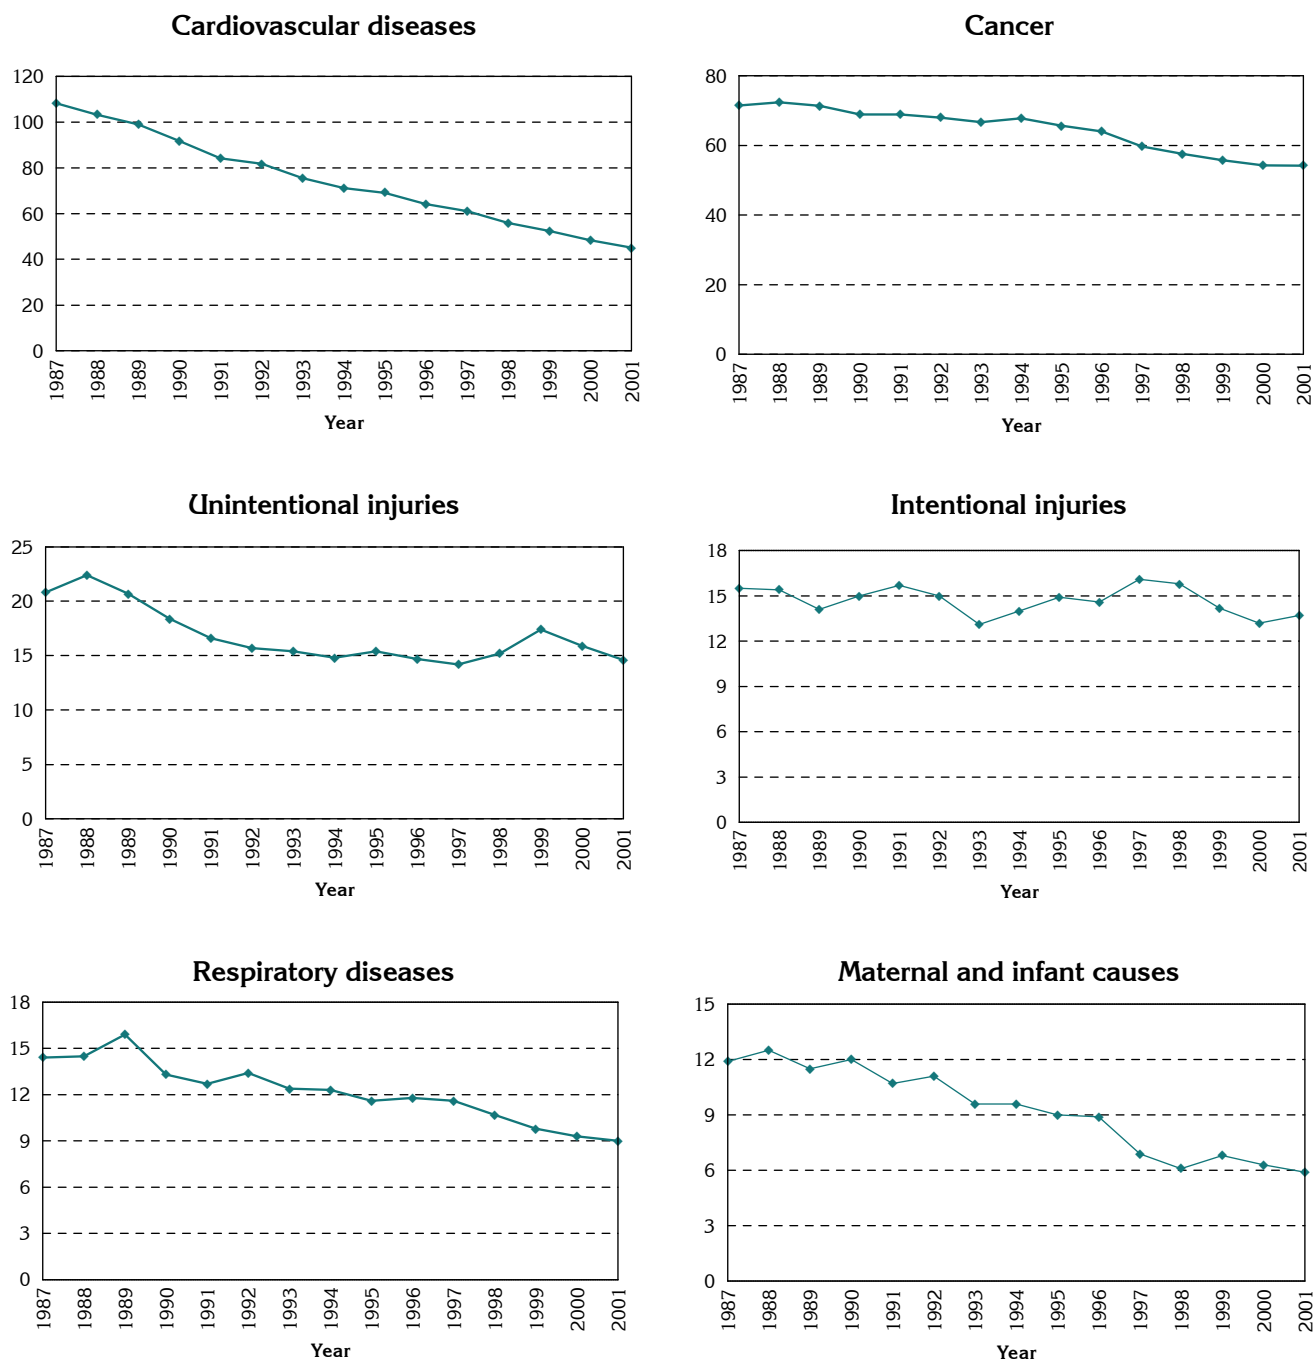 Cardiovascular diseases
120
100
80
60
40
20
0
1987 1988 1989 1990 1991 1992 1993 1994 1995 1996 1997 1998 1999 2000 2001
Year
Cancer
80
60
40
20
0
1987 1988 1989 1990 1991 1992 1993 1994 1995 1996 1997 1998 1999 2000 2001
Year
Unintentional injuries
25
20
15
10
5
0
1987 1988 1989 1990 1991 1992 1993 1994 1995 1996 1997 1998 1999 2000 2001
Year
Intentional injuries
18
15
12
9
6
3
0
1987 1988 1989 1990 1991 1992 1993 1994 1995 1996 1997 1998 1999 2000 2001
Year
Respiratory diseases
18
15
12
9
6
3
0
1987 1988 1989 1990 1991 1992 1993 1994 1995 1996 1997 1998 1999 2000 2001
Year
Maternal and infant causes
15
12
9
6
3
0
1987 1988 1989 1990 1991 1992 1993 1994 1995 1996 1997 1998 1999 2000 2001
Year